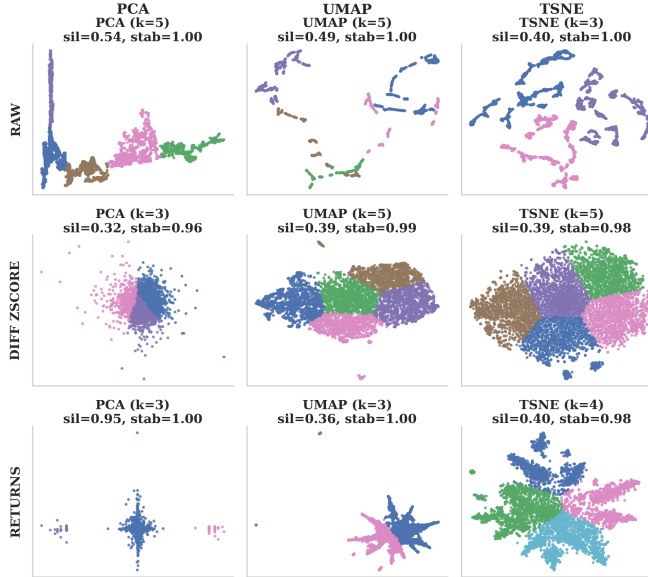 PCA UMAP TSNE
PCA (k=5) UMAP (k=5) TSNE (k=3)
sil=0.54, stab=1.00 sil=0.49, stab=1.00 sil=0.40, stab=1.00
RAW
PCA (k=3) UMAP (k=5) TSNE (k=5)
sil=0.32, stab=0.96 sil=0.39, stab=0.99 sil=0.39, stab=0.98
DIFF ZSCORE
PCA (k=3) UMAP (k=3) TSNE (k=4)
sil=0.95, stab=1.00 sil=0.36, stab=1.00 sil=0.40, stab=0.98
RETURNS